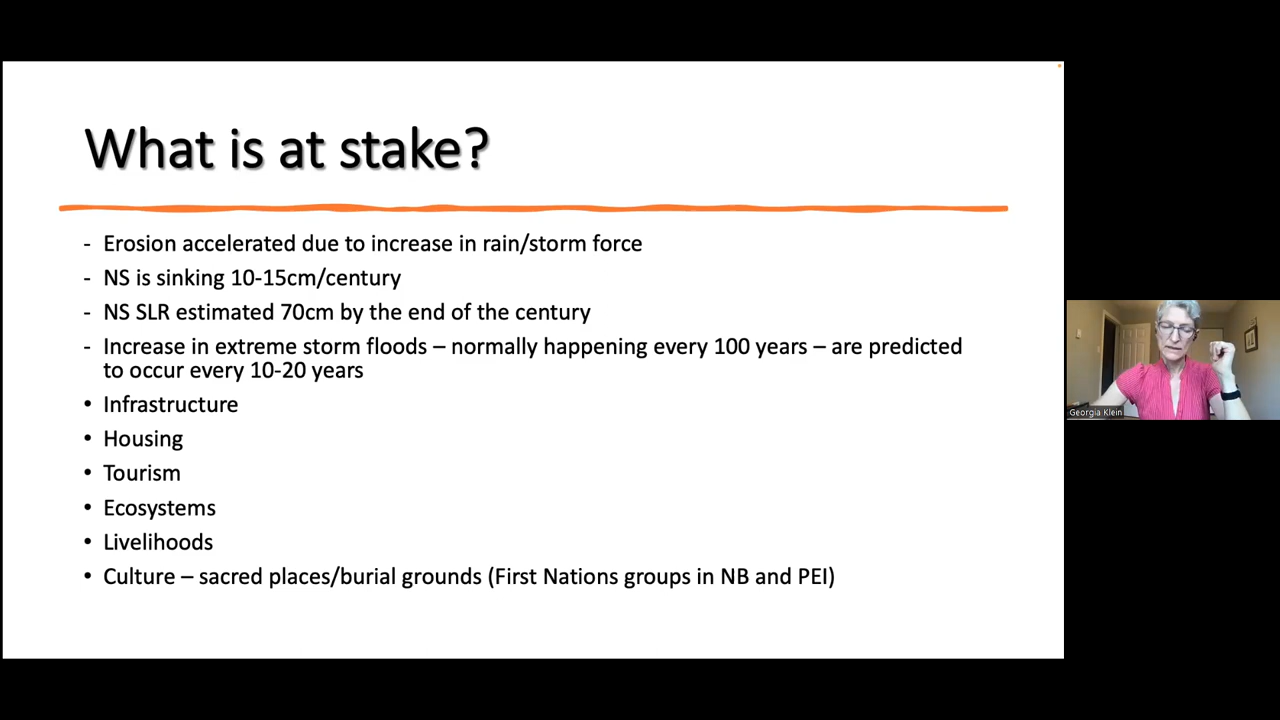 What is at stake?
- Erosion accelerated due to increase in rain/storm force
- NS is sinking 10-15cm/century
- NS SLR estimated 70cm by the end of the century
- Increase in extreme storm floods – normally happening every 100 years – are predicted
to occur every 10-20 years
• Infrastructure
• Housing
• Tourism
• Ecosystems
• Livelihoods
• Culture – sacred places/burial grounds (First Nations groups in NB and PEI)
Georgia Klein